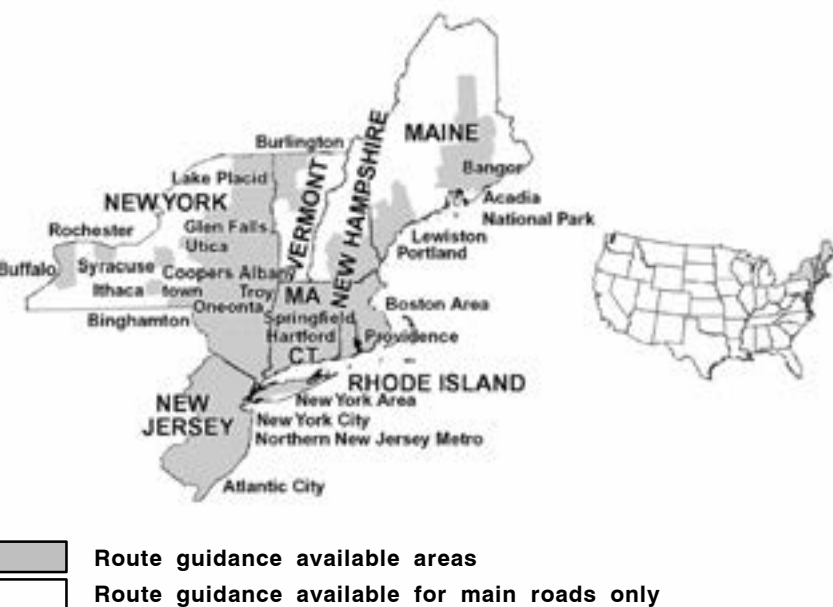 Burlington
MAINE
Lake Placid
Bangor
NEW YORK
VERMONT
NEW HAMPSHIRE
Acadia
National Park
Rochester
Glen Falls
Utica
Lewiston
Portland
Buffalo
Syracuse
Coopers
town
Albany
Ithaca
Troy
MA
Oneonta
Boston Area
Binghamton
Springfield
Hartford
Providence
CT
RHODE ISLAND
NEW
JERSEY
New York Area
New York City
Northern New Jersey Metro
Atlantic City
Route guidance available areas
Route guidance available for main roads only